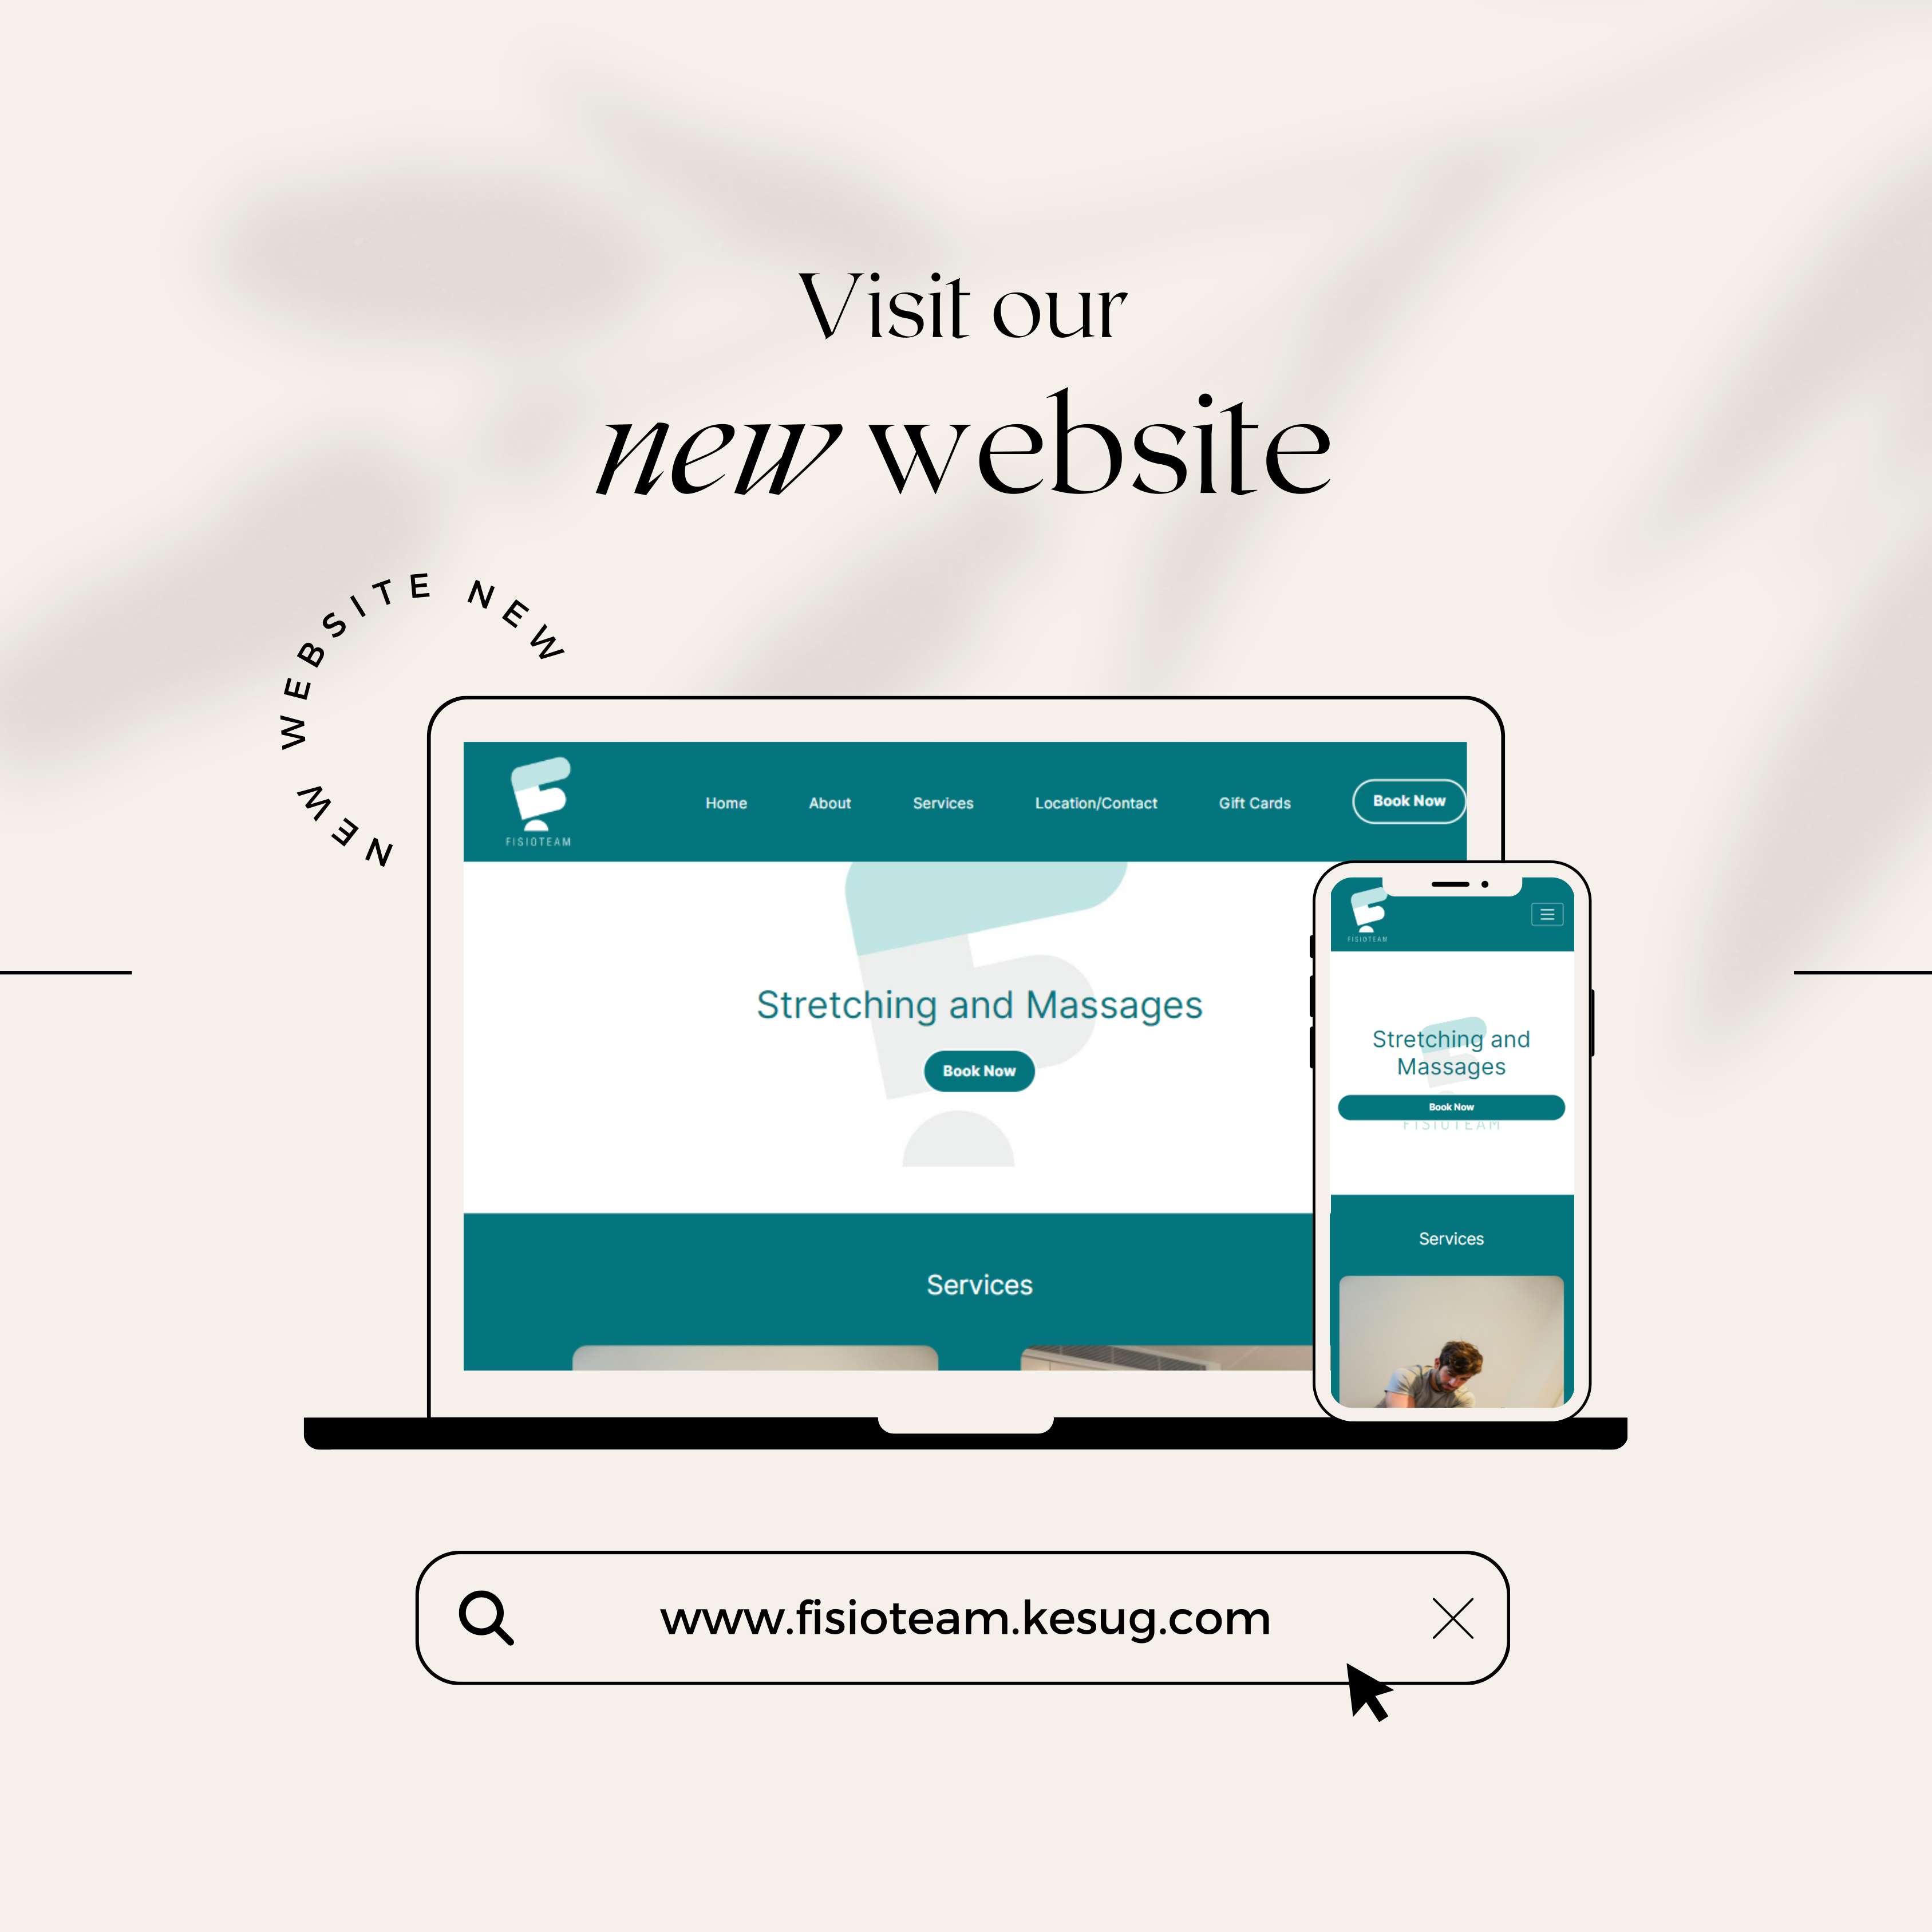 Visit our
new website
NEW WEBSITE NEW
FISIOTEAM
Home About Services Location/Contact Gift Cards Book Now
Stretching and Massages
Book Now
Services
FISIOTEAM
Stretching and
Massages
Book Now
FISIOTEAM
Services
www.fisioteam.kesug.com